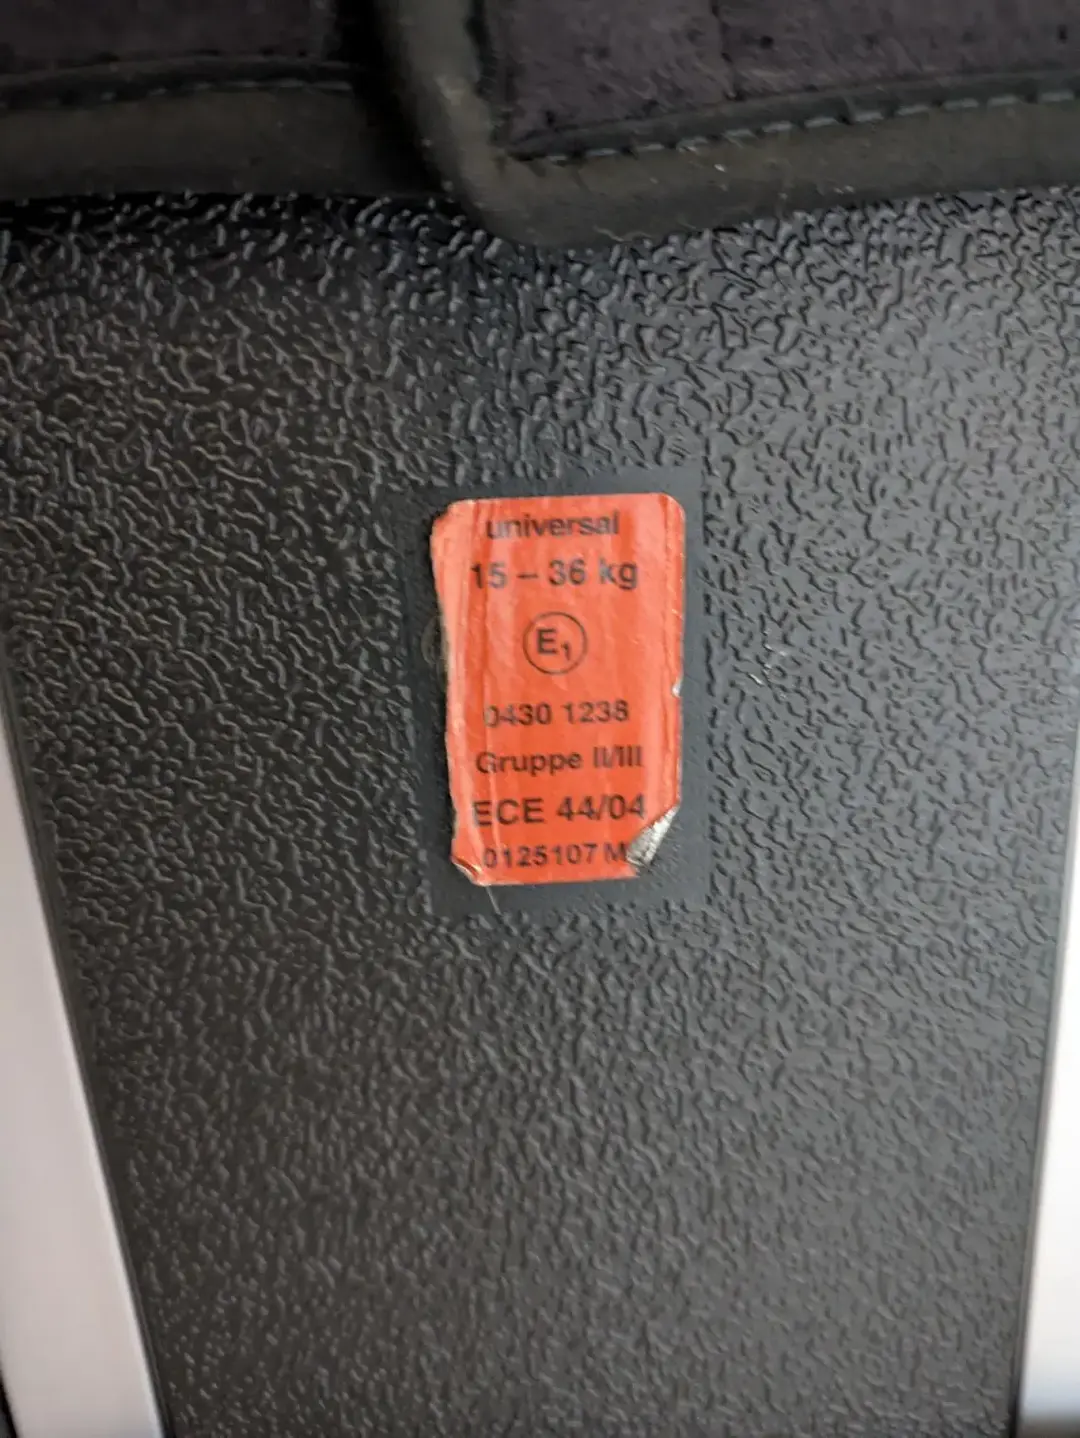 universal
15 – 36 kg
E1
0430 1238
Gruppe II/III
ECE 44/04
0125107 M